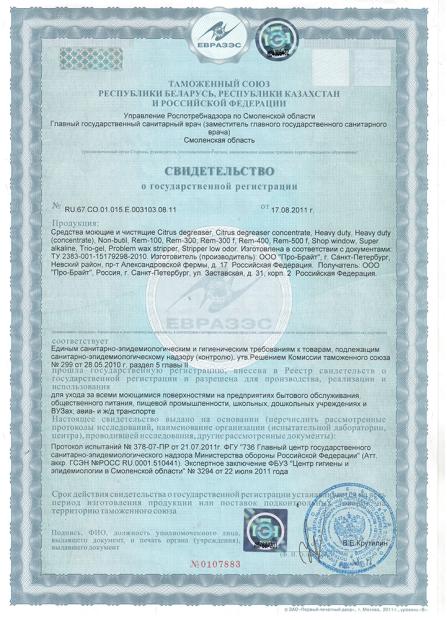 ЕВРАЗЭС
ТАМОЖЕННЫЙ СОЮЗ
РЕСПУБЛИКИ БЕЛАРУСЬ, РЕСПУБЛИКИ КАЗАХСТАН
И РОССИЙСКОЙ ФЕДЕРАЦИИ
Управление Роспотребнадзора по Смоленской области
Главный государственный санитарный врач (заместитель главного государственного санитарного
врача)
Смоленская область
СВИДЕТЕЛЬСТВО
о государственной регистрации
№ RU.67.CO.01.015.E.003103.08.11 от 17.08.2011 г.
Продукция:
Средства моющие и чистящие Citrus degreaser, Citrus degreaser concentrate, Heavy duty, Heavy duty
(concentrate), Non-butil, Rem-100, Rem-300, Rem-300 f, Rem-400, Rem-500 f, Shop window, Super
alkaline, Trio-gel, Problem wax stripper, Stripper low odor. Изготовлена в соответствии с документами:
ТУ 2383-001-15179298-2010. Изготовитель (производитель): ООО "Про-Брайт", г. Санкт-Петербург,
Невский район, пр-т Александровской фермы, д. 17 Российская Федерация. Получатель: ООО
"Про-Брайт", Россия, г. Санкт-Петербург, ул. Заставская, д. 31, корп. 2 Российская Федерация.
ЕВРАЗЭС
соответствует
Единым санитарно-эпидемиологическим и гигиеническим требованиям к товарам, подлежащим
санитарно-эпидемиологическому надзору (контролю), утв.Решением Комиссии таможенного союза
№ 299 от 28.05.2010 г. раздел 5 главы II
прошла государственную регистрацию, внесена в Реестр свидетельств о
государственной регистрации и разрешена для производства, реализации и
использования
для ухода за всеми моющимися поверхностями на предприятиях бытового обслуживания,
общественного питания, пищевой промышленности, школьных, дошкольных учреждениях и
ВУЗах; авиа- и ж/д транспорте
Настоящее свидетельство выдано на основании (перечислить рассмотренные
протоколы исследований, наименование организации (испытательной лаборатории,
центра), проводившей исследования, другие рассмотренные документы):
Протокол испытаний № 378-07-ПР от 21.07.2011г. ФГУ "736 Главный центр государственного
санитарно-эпидемиологического надзора Министерства обороны Российской Федерации" (Атт.
аккр. ГСЭН №РОСС RU.0001.510441). Экспертное заключение ФБУЗ "Центр гигиены и
эпидемиологии в Смоленской области" № 3294 от 22 июля 2011 года
Срок действия свидетельства о государственной регистрации устанавливается на весь
период изготовления продукции или поставок подконтрольных товаров на
территорию таможенного союза
Подпись, ФИО, должность уполномоченного лица,
выдавшего документ, и печать органа (учреждения),
выдавшего документ
В.Е.Крутилин
№0107883